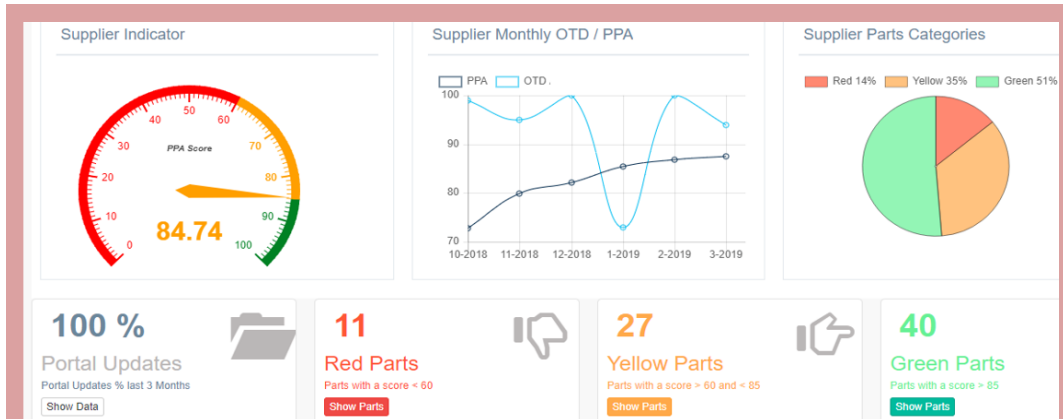 Supplier Indicator
0
10
20
30
40
50
60
70
80
90
100
PPA Score
84.74
Supplier Monthly OTD / PPA
PPA OTD .
100
90
80
70
10-2018 11-2018 12-2018 1-2019 2-2019 3-2019
Supplier Parts Categories
Red 14% Yellow 35% Green 51%
100 %
Portal Updates
Portal Updates % last 3 Months
Show Data
11
Red Parts
Parts with a score < 60
Show Parts
27
Yellow Parts
Parts with a score > 60 and < 85
Show Parts
40
Green Parts
Parts with a score > 85
Show Parts